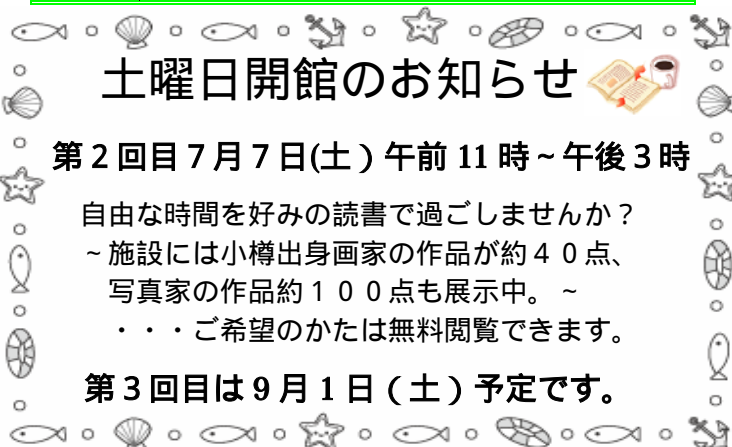 土曜日開館のお知らせ
第２回目７月７日(土）午前 11 時～午後３時
自由な時間を好みの読書で過ごしませんか？
～施設には小樽出身画家の作品が約４０点、
写真家の作品約１００点も展示中。～
・・・ご希望のかたは無料閲覧できます。
第３回目は 9 月 1 日（土）予定です。